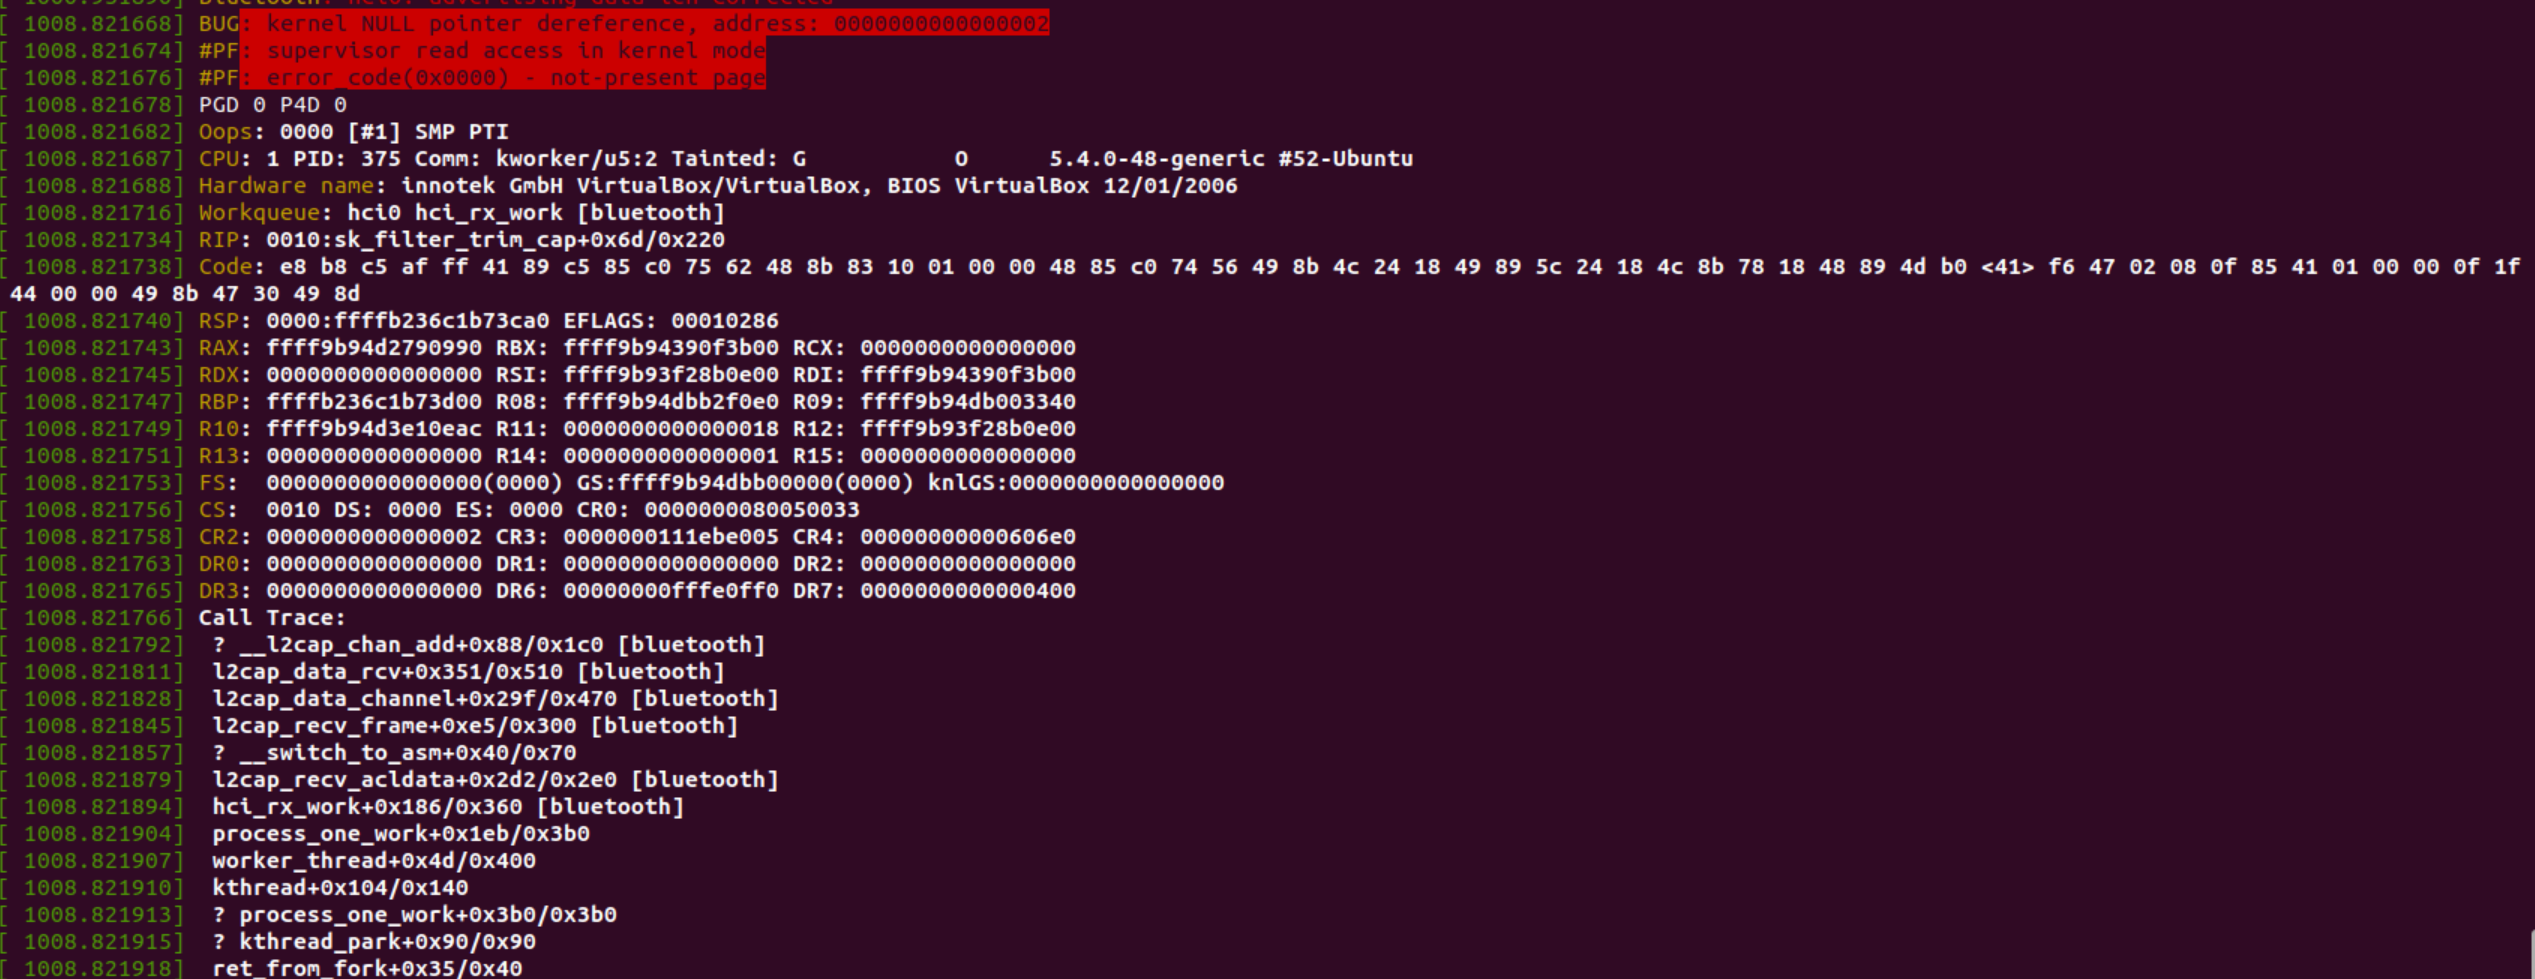 [ 1008.821668] BUG: kernel NULL pointer dereference, address: 0000000000000002
[ 1008.821674] #PF: supervisor read access in kernel mode
[ 1008.821676] #PF: error_code(0x0000) - not-present page
[ 1008.821678] PGD 0 P4D 0
[ 1008.821682] Oops: 0000 [#1] SMP PTI
[ 1008.821687] CPU: 1 PID: 375 Comm: kworker/u5:2 Tainted: G           O      5.4.0-48-generic #52-Ubuntu
[ 1008.821688] Hardware name: innotek GmbH VirtualBox/VirtualBox, BIOS VirtualBox 12/01/2006
[ 1008.821716] Workqueue: hci0 hci_rx_work [bluetooth]
[ 1008.821734] RIP: 0010:sk_filter_trim_cap+0x6d/0x220
[ 1008.821738] Code: e8 b8 c5 af ff 41 89 c5 85 c0 75 62 48 8b 83 10 01 00 00 48 85 c0 74 56 49 8b 4c 24 18 49 89 5c 24 18 4c 8b 78 18 48 89 4d b0 <41> f6 47 02 08 0f 85 41 01 00 00 0f 1f
44 00 00 49 8b 47 30 49 8d
[ 1008.821740] RSP: 0000:ffffb236c1b73ca0 EFLAGS: 00010286
[ 1008.821743] RAX: ffff9b94d2790990 RBX: ffff9b94390f3b00 RCX: 0000000000000000
[ 1008.821745] RDX: 0000000000000000 RSI: ffff9b93f28b0e00 RDI: ffff9b94390f3b00
[ 1008.821747] RBP: ffffb236c1b73d00 R08: ffff9b94dbb2f0e0 R09: ffff9b94db003340
[ 1008.821749] R10: ffff9b94d3e10eac R11: 0000000000000018 R12: ffff9b93f28b0e00
[ 1008.821751] R13: 0000000000000000 R14: 0000000000000001 R15: 0000000000000000
[ 1008.821753] FS:  0000000000000000(0000) GS:ffff9b94dbb00000(0000) knlGS:0000000000000000
[ 1008.821756] CS:  0010 DS: 0000 ES: 0000 CR0: 0000000080050033
[ 1008.821758] CR2: 0000000000000002 CR3: 0000000111ebe005 CR4: 00000000000606e0
[ 1008.821763] DR0: 0000000000000000 DR1: 0000000000000000 DR2: 0000000000000000
[ 1008.821765] DR3: 0000000000000000 DR6: 00000000fffe0ff0 DR7: 0000000000000400
[ 1008.821766] Call Trace:
[ 1008.821792]  ? __l2cap_chan_add+0x88/0x1c0 [bluetooth]
[ 1008.821811]  l2cap_data_rcv+0x351/0x510 [bluetooth]
[ 1008.821828]  l2cap_data_channel+0x29f/0x470 [bluetooth]
[ 1008.821845]  l2cap_recv_frame+0xe5/0x300 [bluetooth]
[ 1008.821857]  ? __switch_to_asm+0x40/0x70
[ 1008.821879]  l2cap_recv_acldata+0x2d2/0x2e0 [bluetooth]
[ 1008.821894]  hci_rx_work+0x186/0x360 [bluetooth]
[ 1008.821904]  process_one_work+0x1eb/0x3b0
[ 1008.821907]  worker_thread+0x4d/0x400
[ 1008.821910]  kthread+0x104/0x140
[ 1008.821913]  ? process_one_work+0x3b0/0x3b0
[ 1008.821915]  ? kthread_park+0x90/0x90
[ 1008.821918]  ret_from_fork+0x35/0x40